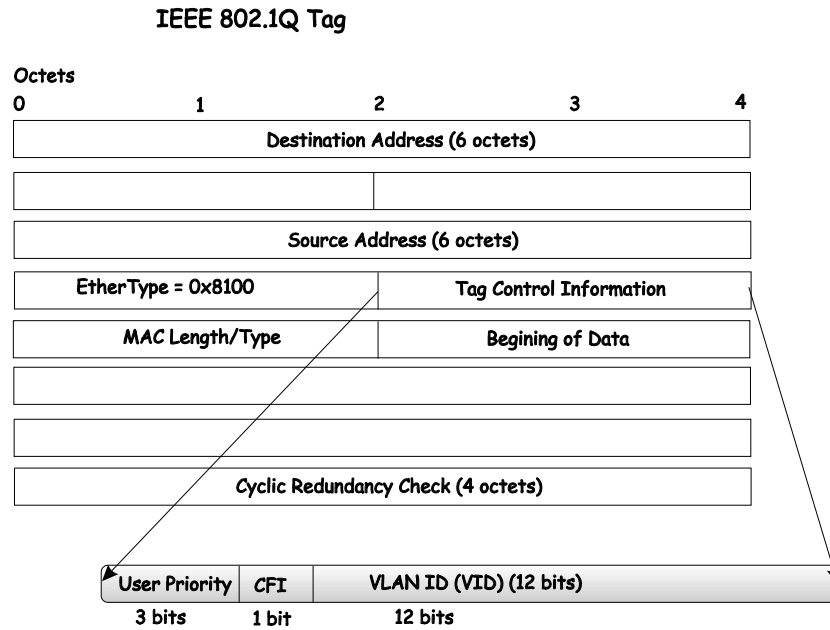 IEEE 802.1Q Tag
Octets
0 1 2 3 4
Destination Address (6 octets)
Source Address (6 octets)
EtherType = 0x8100 Tag Control Information
MAC Length/Type Begining of Data
Cyclic Redundancy Check (4 octets)
User Priority CFI VLAN ID (VID) (12 bits)
3 bits 1 bit 12 bits